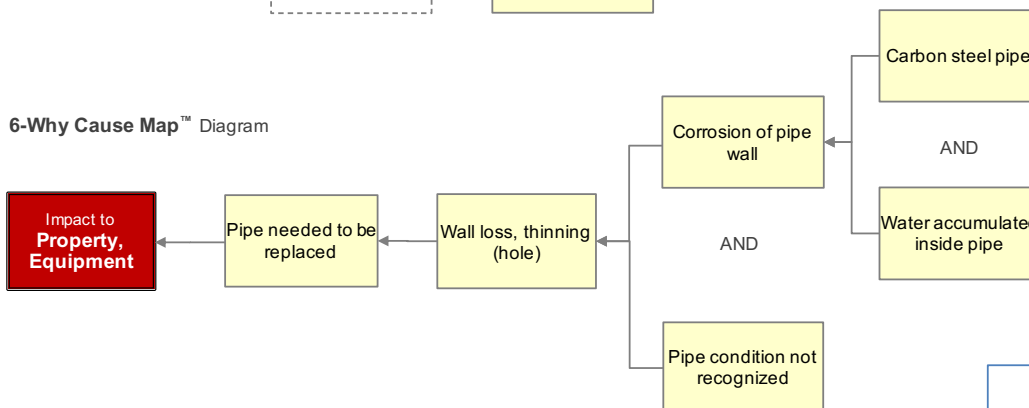 Carbon steel pipe
6-Why Cause Map™ Diagram
Corrosion of pipe
wall
AND
Impact to
Property,
Equipment
Pipe needed to be
replaced
Wall loss, thinning
(hole)
AND
Water accumulate
inside pipe
Pipe condition not
recognized